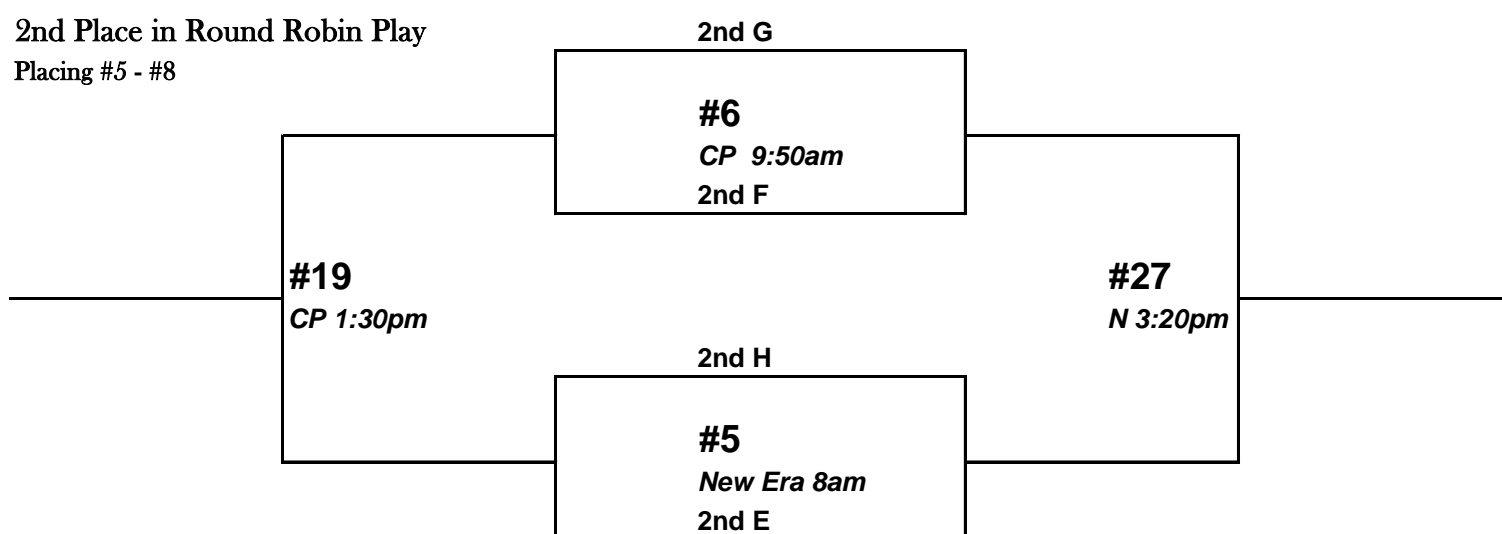 2nd Place in Round Robin Play
Placing #5 - #8
2nd G
#6
CP 9:50am
2nd F
#19
CP 1:30pm
#27
N 3:20pm
2nd H
#5
New Era 8am
2nd E